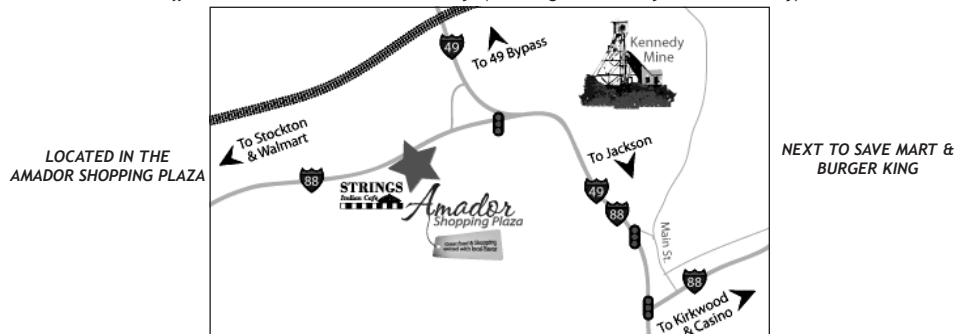 Kennedy
Mine
49
To 49 Bypass
To Stockton
& Walmart
To Jackson
LOCATED IN THE
AMADOR SHOPPING PLAZA
NEXT TO SAVE MART &
BURGER KING
88
STRINGS
Italian Cafe
Amador
Shopping Plaza
49
88
Main St.
88
To Kirkwood
& Casino